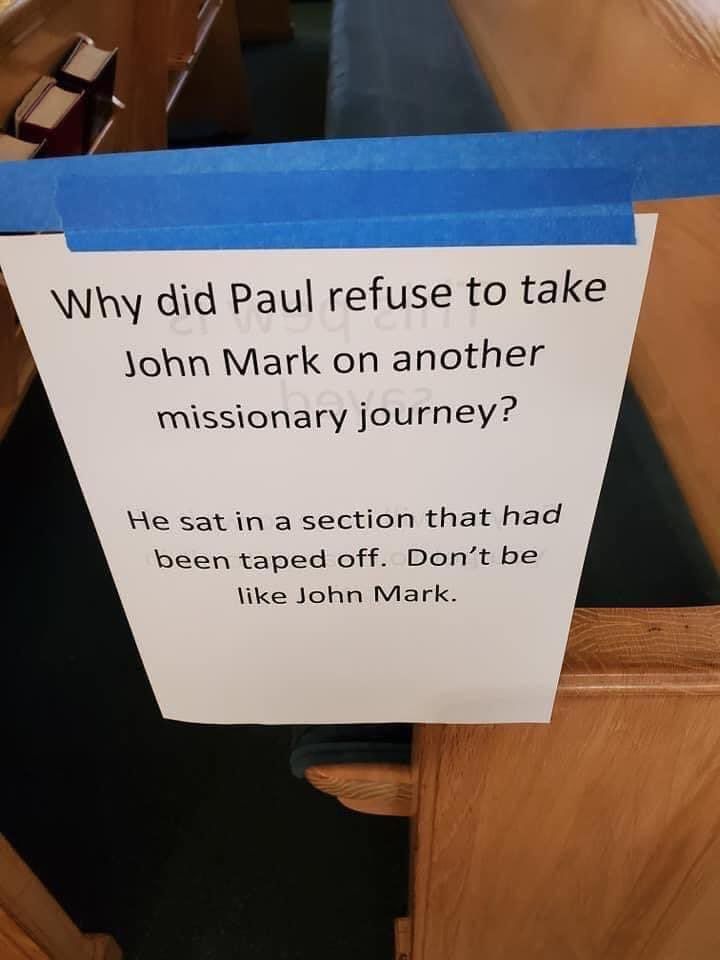 Why did Paul refuse to take
John Mark on another
missionary journey?
He sat in a section that had
been taped off. Don't be
like John Mark.